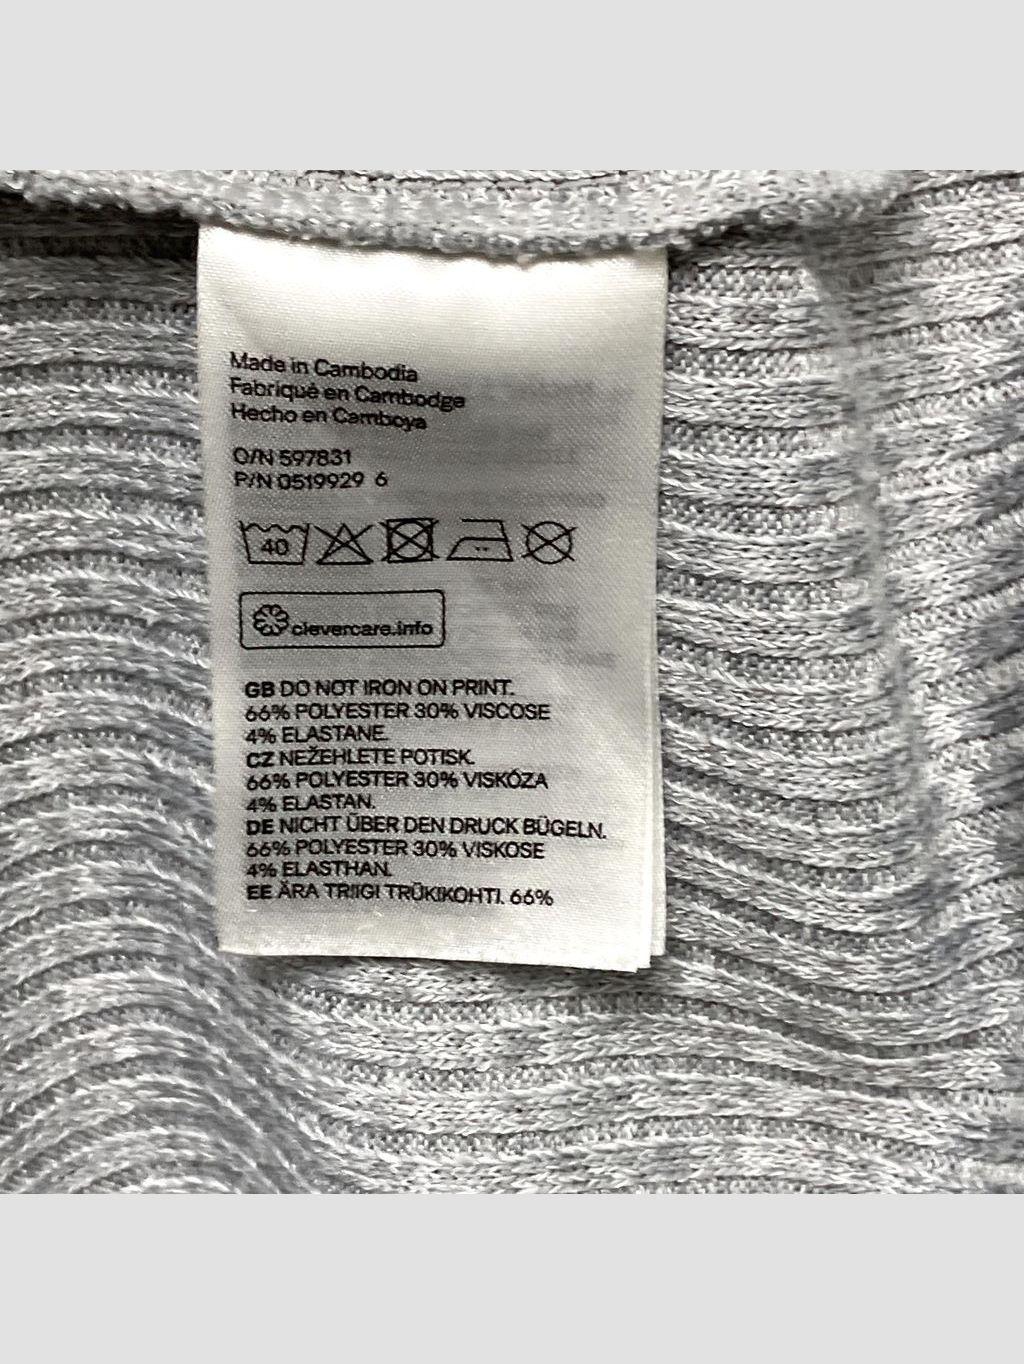 Made in Cambodia
Fabriqué en Cambodge
Hecho en Camboya
O/N 597831
P/N 0519929 6
40
clevercare.info
GB DO NOT IRON ON PRINT.
66% POLYESTER 30% VISCOSE
4% ELASTANE.
CZ NEŽEHLETE POTISK.
66% POLYESTER 30% VISKÓZA
4% ELASTAN.
DE NICHT ÜBER DEN DRUCK BÜGELN.
66% POLYESTER 30% VISKOSE
4% ELASTHAN.
EE ÄRA TRIIGI TRÜKIKOHTI. 66%